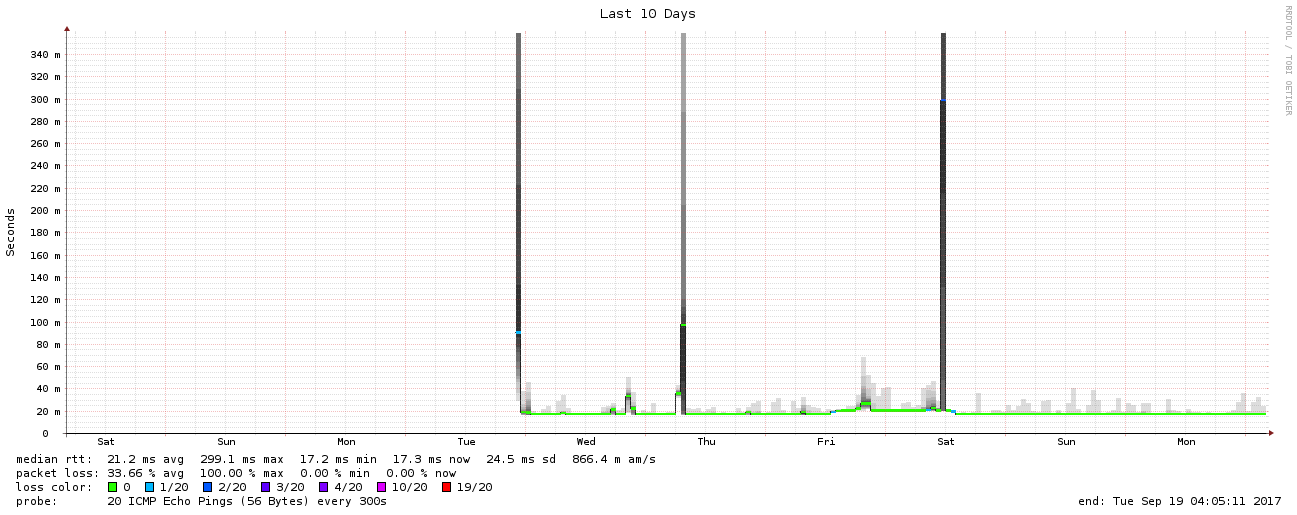 Last 10 Days
RRDTOOL / TOBI OETIKER
Seconds
340 m
320 m
300 m
280 m
260 m
240 m
220 m
200 m
180 m
160 m
140 m
120 m
100 m
80 m
60 m
40 m
20 m
0
Sat Sun Mon Tue Wed Thu Fri Sat Sun Mon
median rtt: 21.2 ms avg 299.1 ms max 17.2 ms min 17.3 ms now 24.5 ms sd 866.4 m am/s
packet loss: 33.66 % avg 100.00 % max 0.00 % min 0.00 % now
loss color: 0 1/20 2/20 3/20 4/20 10/20 19/20
probe: 20 ICMP Echo Pings (56 Bytes) every 300s end: Tue Sep 19 04:05:11 2017